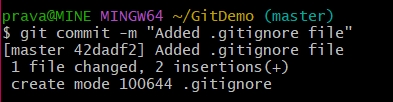 prava@MINE MINGW64 ~/GitDemo (master)
$ git commit -m "Added .gitignore file"
[master 42dadf2] Added .gitignore file
 1 file changed, 2 insertions(+)
 create mode 100644 .gitignore